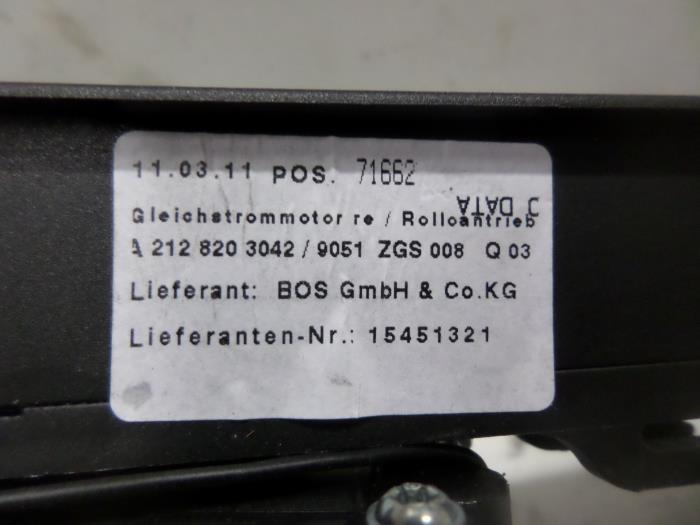 11.03.11 POS. 71662
J DATA
Gleichstrommotor re / Rolloantrieb
A 212 820 3042 / 9051 ZGS 008 Q 03
Lieferant: BOS GmbH & Co.KG
Lieferanten-Nr.: 15451321